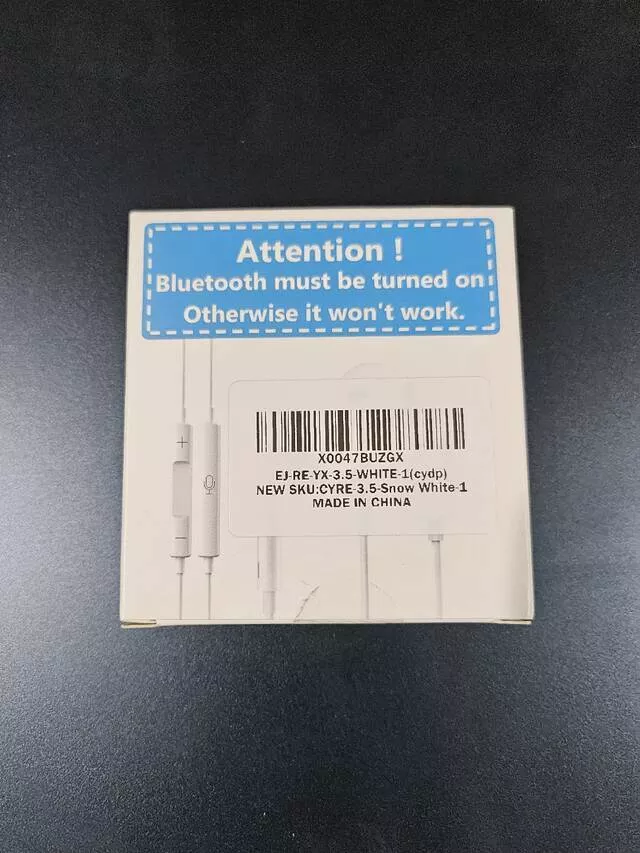 Attention !
Bluetooth must be turned on
Otherwise it won't work.
X0047BUZGX
EJ-RE-YX-3.5-WHITE-1(cydp)
NEW SKU:CYRE-3.5-Snow White-1
MADE IN CHINA